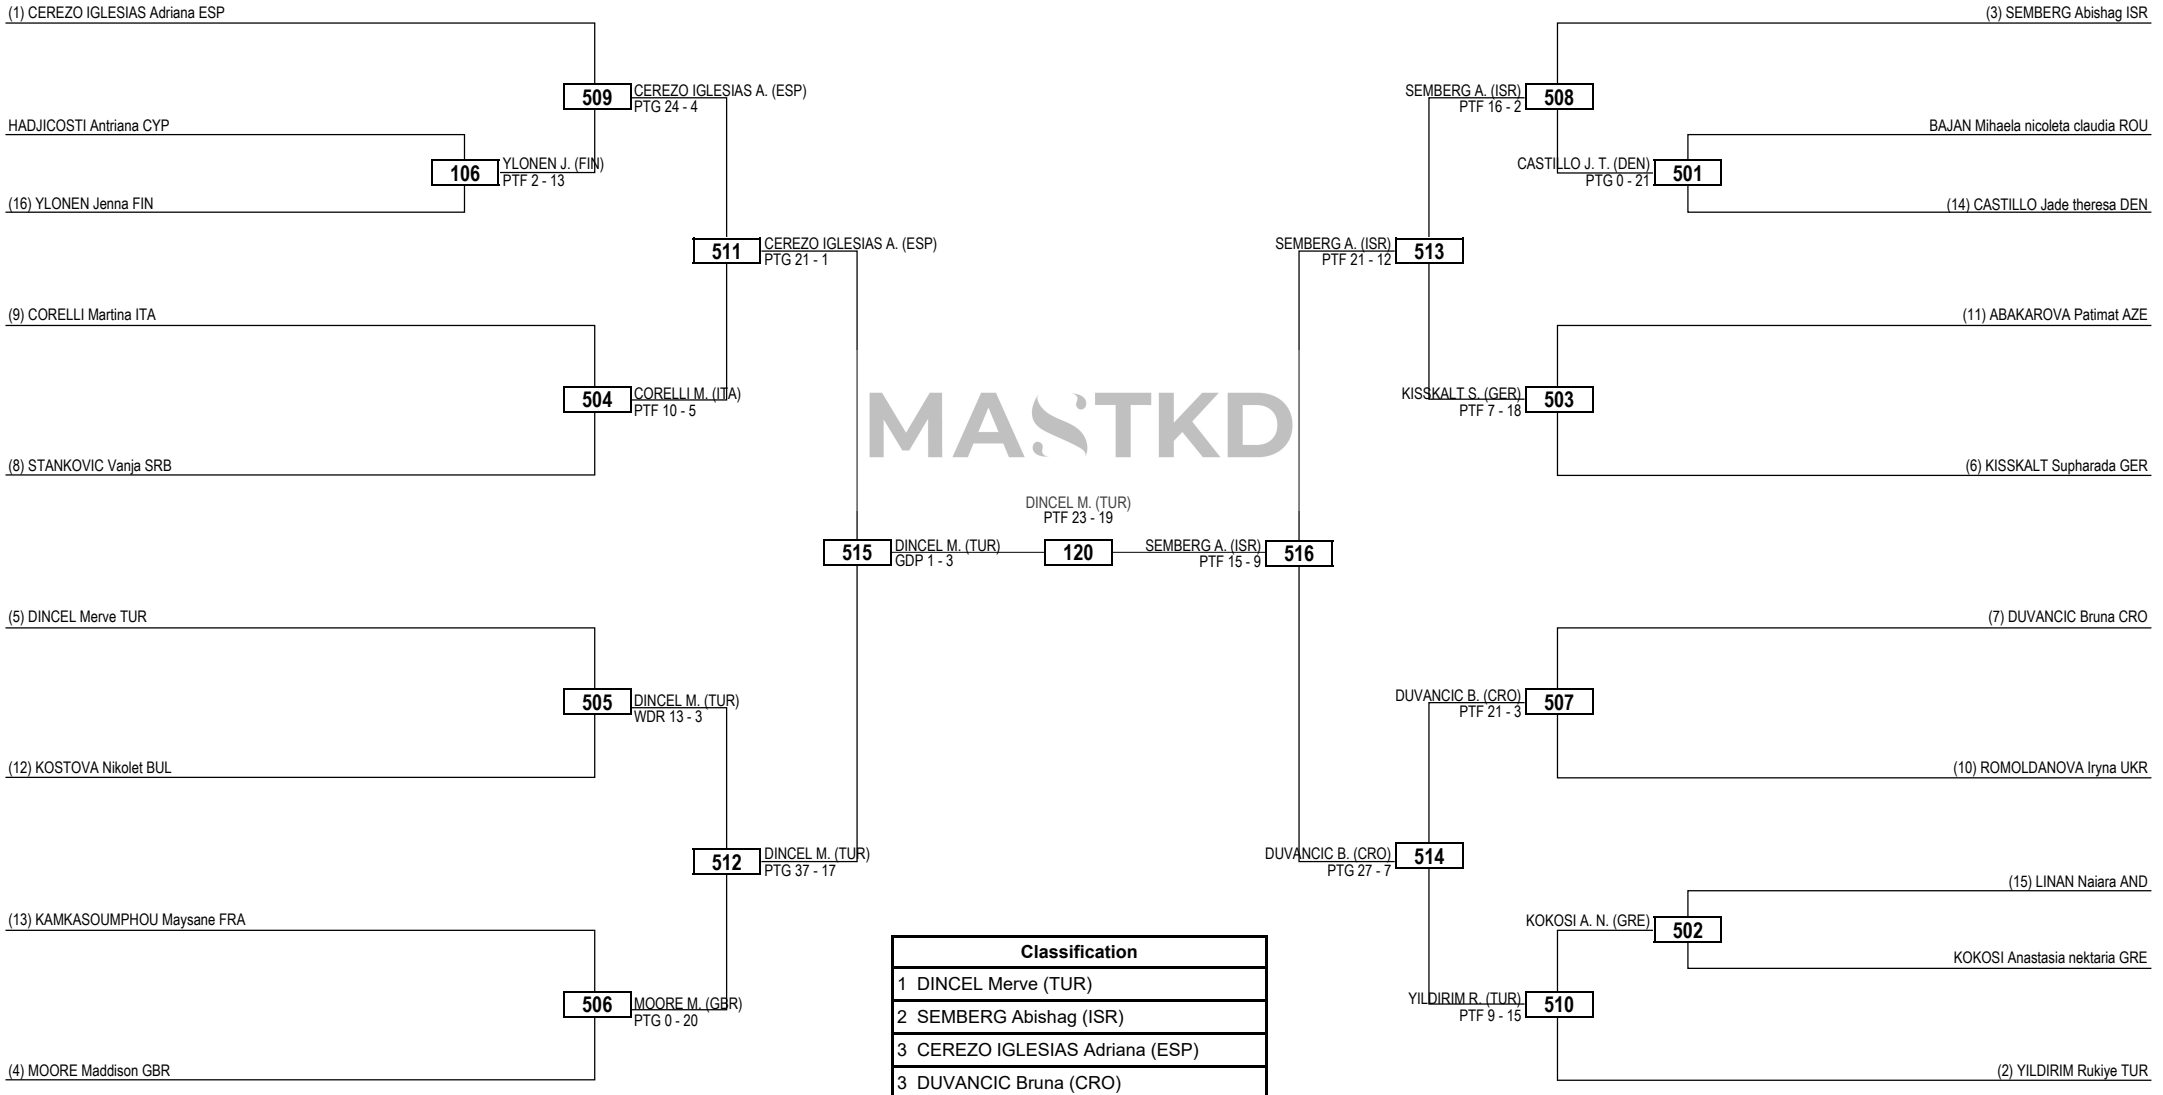 (1) CEREZO IGLESIAS Adriana ESP
509
CEREZO IGLESIAS A. (ESP)
PTG 24 - 4
HADJICOSTI Antriana CYP
106
YLONEN J. (FIN)
PTF 2 - 13
(16) YLONEN Jenna FIN
511
CEREZO IGLESIAS A. (ESP)
PTG 21 - 1
(9) CORELLI Martina ITA
504
CORELLI M. (ITA)
PTF 10 - 5
(8) STANKOVIC Vanja SRB
515
DINCEL M. (TUR)
GDP 1 - 3
(5) DINCEL Merve TUR
505
DINCEL M. (TUR)
WDR 13 - 3
(12) KOSTOVA Nikolet BUL
512
DINCEL M. (TUR)
PTG 37 - 17
(13) KAMKASOUMPHOU Maysane FRA
506
MOORE M. (GBR)
PTG 0 - 20
(4) MOORE Maddison GBR
MASTKD
DINCEL M. (TUR)
PTF 23 - 19
120
(3) SEMBERG Abishag ISR
SEMBERG A. (ISR)
PTF 16 - 2
508
BAJAN Mihaela nicoleta claudia ROU
CASTILLO J. T. (DEN)
PTG 0 - 21
501
(14) CASTILLO Jade theresa DEN
SEMBERG A. (ISR)
PTF 21 - 12
513
(11) ABAKAROVA Patimat AZE
KISSKALT S. (GER)
PTF 7 - 18
503
(6) KISSKALT Supharada GER
SEMBERG A. (ISR)
PTF 15 - 9
516
(7) DUVANCIC Bruna CRO
DUVANCIC B. (CRO)
PTF 21 - 3
507
(10) ROMOLDANOVA Iryna UKR
DUVANCIC B. (CRO)
PTG 27 - 7
514
(15) LINAN Naiara AND
KOKOSI A. N. (GRE)
502
KOKOSI Anastasia nektaria GRE
YILDIRIM R. (TUR)
PTF 9 - 15
510
(2) YILDIRIM Rukiye TUR
Classification
1 DINCEL Merve (TUR)
2 SEMBERG Abishag (ISR)
3 CEREZO IGLESIAS Adriana (ESP)
3 DUVANCIC Bruna (CRO)